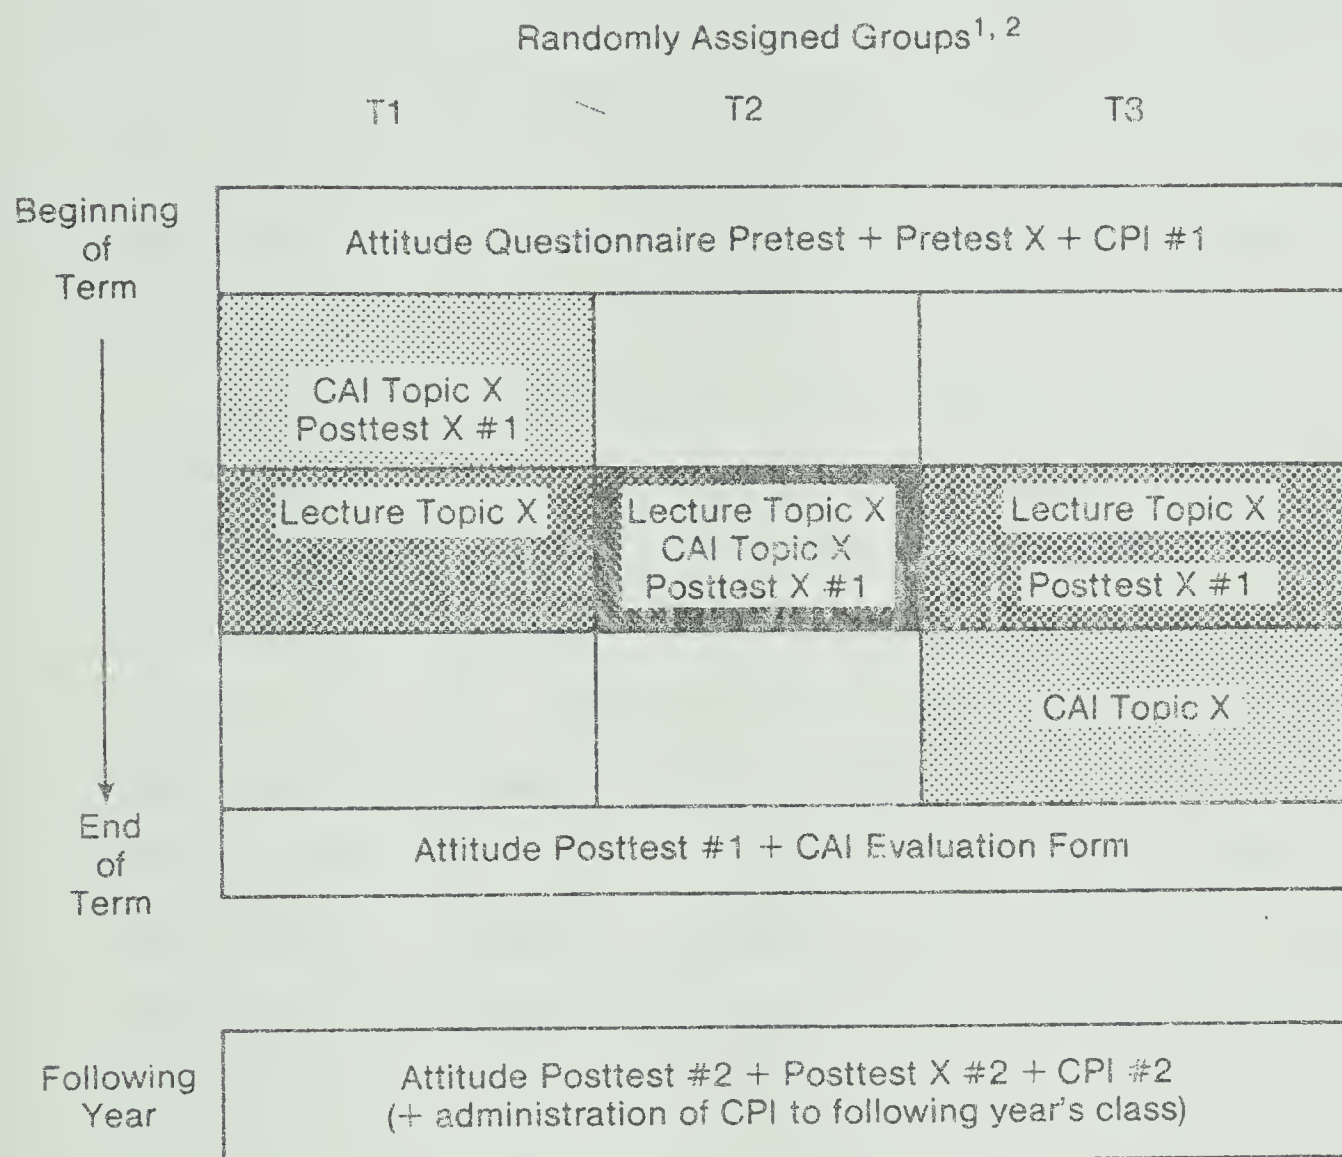 Randomly Assigned Groups1, 2
T1 T2 T3
Beginning
of
Term
Attitude Questionnaire Pretest + Pretest X + CPI #1
CAI Topic X
Posttest X #1
Lecture Topic X
Lecture Topic X
CAI Topic X
Posttest X #1
Lecture Topic X
Posttest X #1
CAI Topic X
End
of
Term
Attitude Posttest #1 + CAI Evaluation Form
Following
Year
Attitude Posttest #2 + Posttest X #2 + CPI #2
(+ administration of CPI to following year's class)